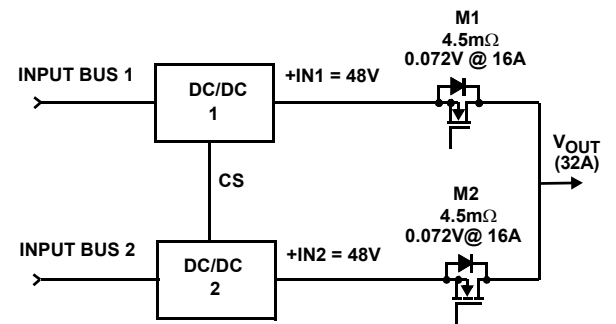 M1
4.5mΩ
0.072V @ 16A
INPUT BUS 1
DC/DC
1
+IN1 = 48V
VOUT
(32A)
CS
M2
4.5mΩ
0.072V@ 16A
INPUT BUS 2
DC/DC
2
+IN2 = 48V